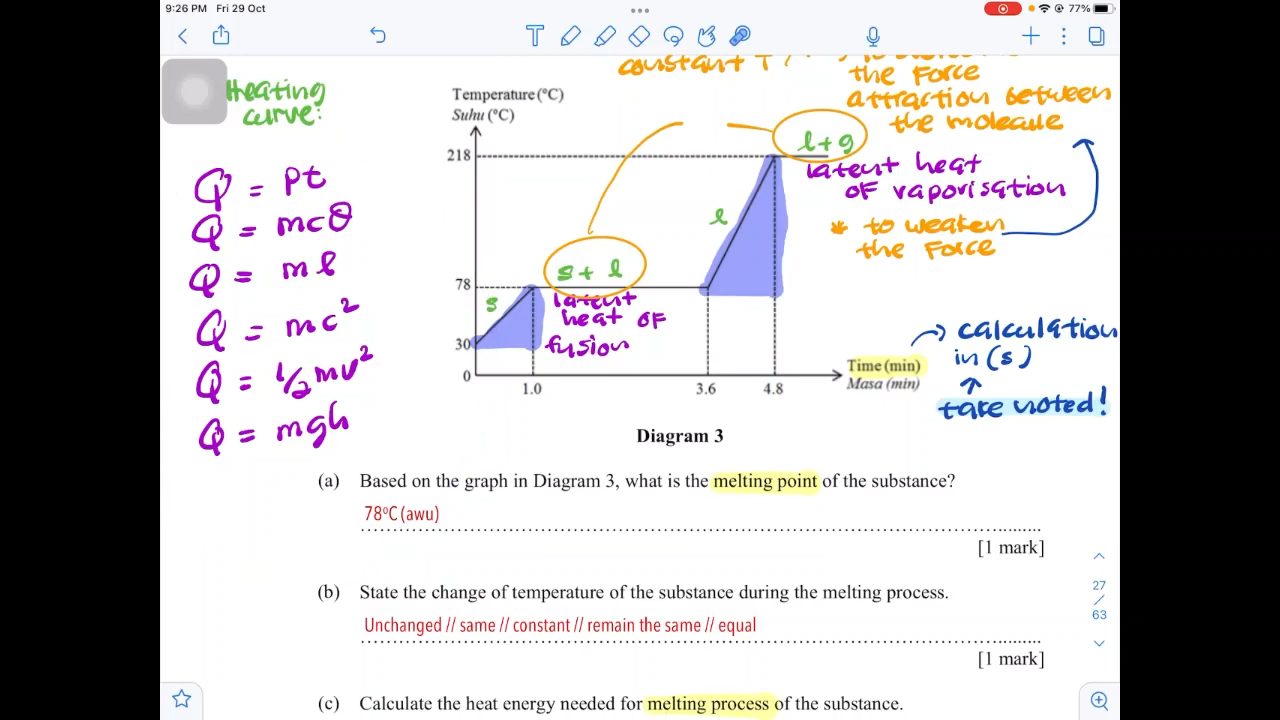 9:26 PM Fri 29 Oct
77%
constant T
the Force
attraction between
the molecule
Heating
curve:
Temperature (°C)
Suhu (°C)
218
l + g
latent heat
of vaporisation
* to weaken
the Force
Q = Pt
Q = mcθ
Q = ml
Q = mc²
Q = 1/2mv²
Q = mgh
l
s + l
78
s
latent
heat of
fusion
30
0
1.0
3.6
4.8
Time (min)
Masa (min)
calculation
in (s)
take noted!
Diagram 3
(a) Based on the graph in Diagram 3, what is the melting point of the substance?
78°C (awu)
[1 mark]
(b) State the change of temperature of the substance during the melting process.
Unchanged // same // constant // remain the same // equal
[1 mark]
27
/
63
(c) Calculate the heat energy needed for melting process of the substance.